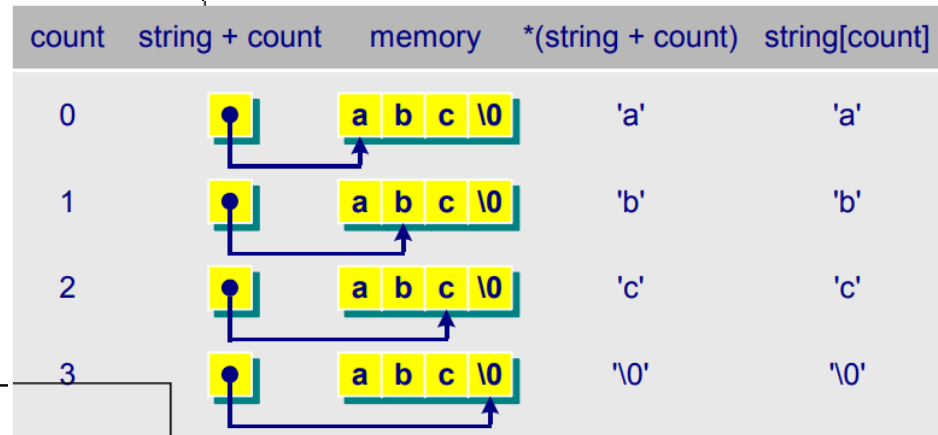 count string + count memory *(string + count) string[count]
0 a b c \0 'a' 'a'
1 a b c \0 'b' 'b'
2 a b c \0 'c' 'c'
3 a b c \0 '\0' '\0'